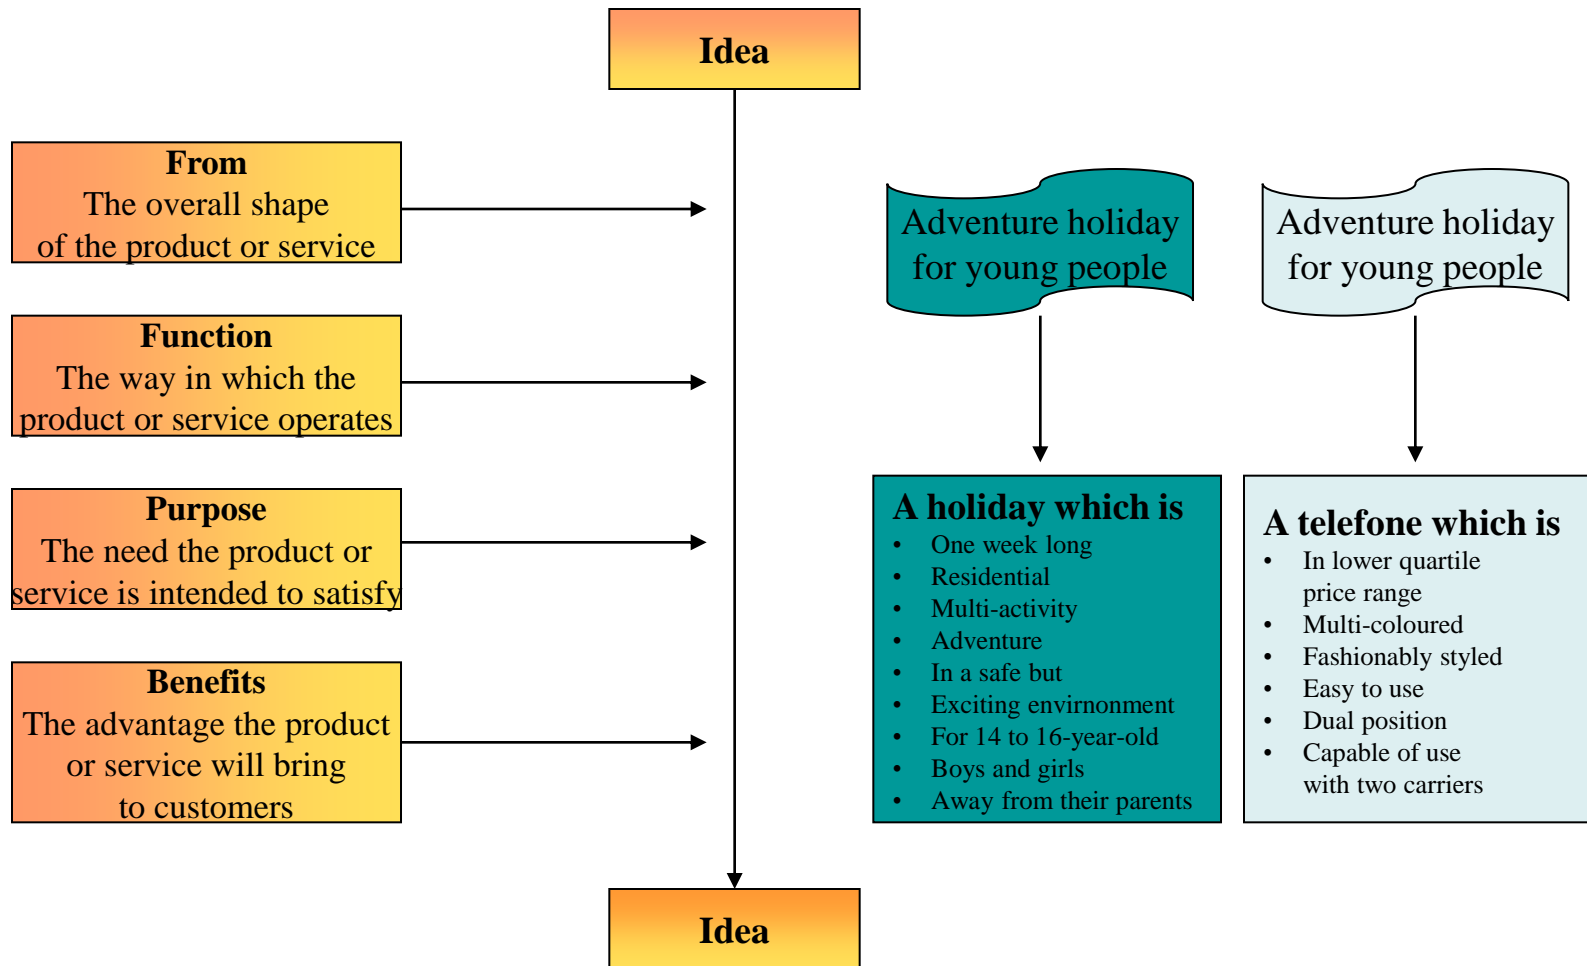 Idea
From
The overall shape
of the product or service
Function
The way in which the
product or service operates
Purpose
The need the product or
service is intended to satisfy
Benefits
The advantage the product
or service will bring
to customers
Adventure holiday
for young people
A holiday which is
• One week long
• Residential
• Multi-activity
• Adventure
• In a safe but
• Exciting envirnonment
• For 14 to 16-year-old
• Boys and girls
• Away from their parents
Adventure holiday
for young people
A telefone which is
• In lower quartile
price range
• Multi-coloured
• Fashionably styled
• Easy to use
• Dual position
• Capable of use
with two carriers
Idea